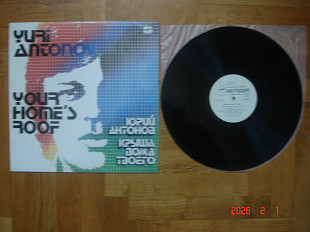 YURI
ANTONOV
YOUR
HOME'S
ROOF
ЮРИЙ
АНТОНОВ
КРЫША
ДОМА
ТВОЕГО
2026 2 1